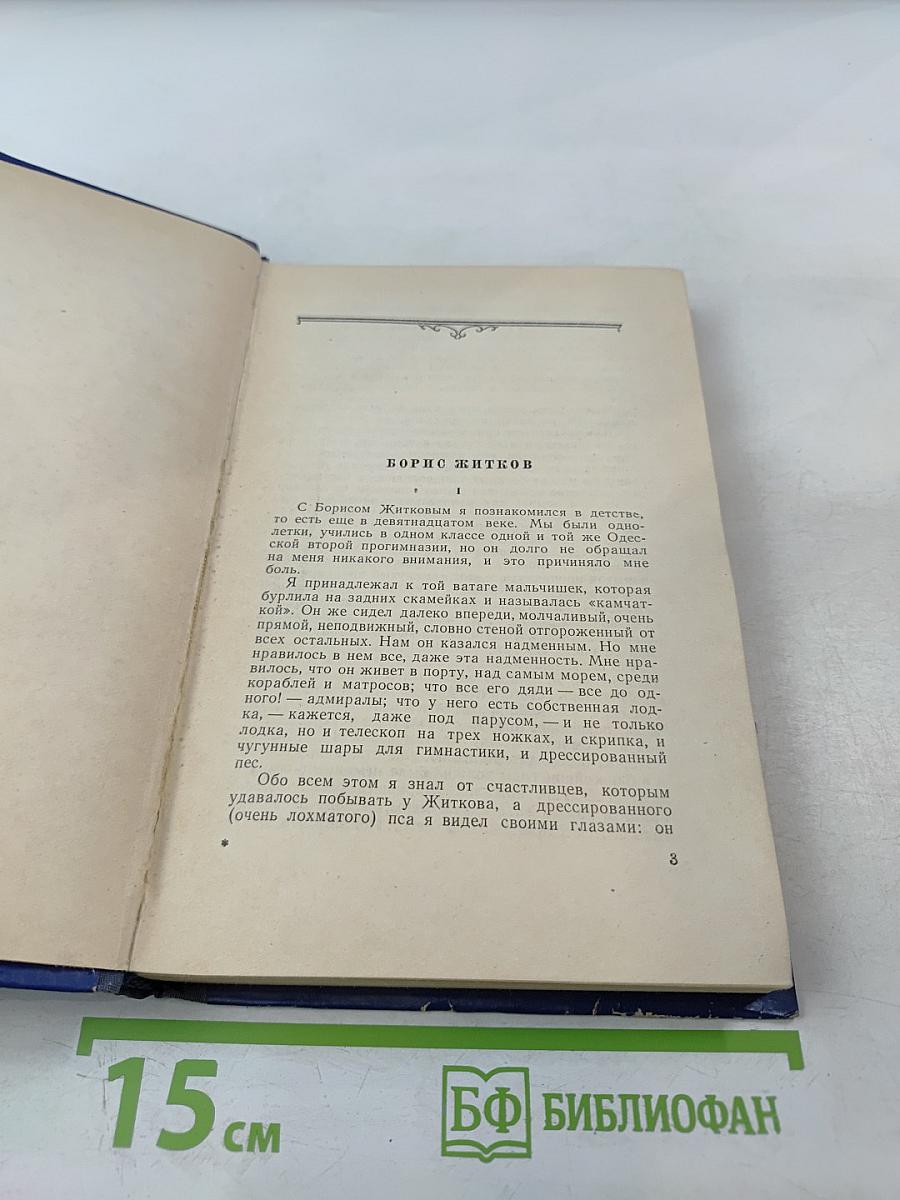 БОРИС ЖИТКОВ
I
С Борисом Житковым я познакомился в детстве,
то есть еще в девятнадцатом веке. Мы были одно-
летки, учились в одном классе одной и той же Одес-
ской второй прогимназии, но он долго не обращал
на меня никакого внимания, и это причиняло мне
боль.
Я принадлежал к той ватаге мальчишек, которая
бурлила на задних скамейках и называлась «камчат-
кой». Он же сидел далеко впереди, молчаливый, очень
прямой, неподвижный, словно стеной отгороженный от
всех остальных. Нам он казался надменным. Но мне
нравилось в нем все, даже эта надменность. Мне нра-
вилось, что он живет в порту, над самым морем, среди
кораблей и матросов; что все его дяди — все до од-
ного! — адмиралы; что у него есть собственная лод-
ка, — кажется, даже под парусом, — и не только
лодка, но и телескоп на трех ножках, и скрипка, и
чугунные шары для гимнастики, и дрессированный
пес.
Обо всем этом я знал от счастливцев, которым
удавалось побывать у Житкова, а дрессированного
(очень лохматого) пса я видел своими глазами: он
*
3
15 см
БФ БИБЛИОФАН